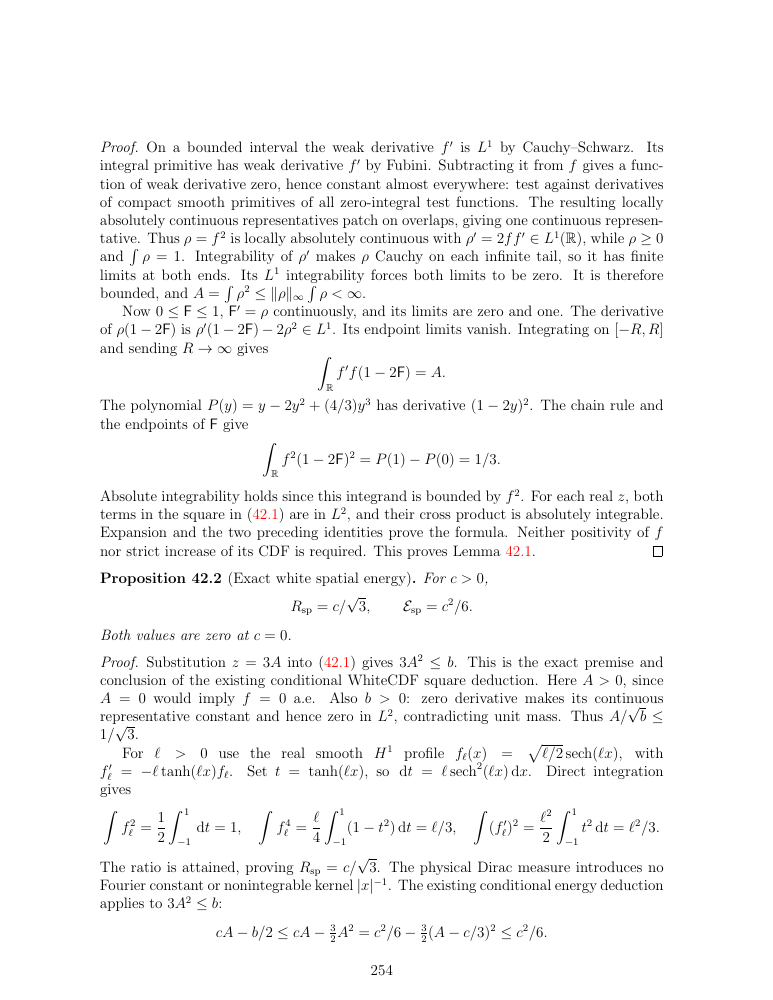 Proof. On a bounded interval the weak derivative f′ is L¹ by Cauchy–Schwarz. Its
integral primitive has weak derivative f′ by Fubini. Subtracting it from f gives a func-
tion of weak derivative zero, hence constant almost everywhere: test against derivatives
of compact smooth primitives of all zero-integral test functions. The resulting locally
absolutely continuous representatives patch on overlaps, giving one continuous represen-
tative. Thus ρ = f² is locally absolutely continuous with ρ′ = 2ff′ ∈ L¹(ℝ), while ρ ≥ 0
and ∫ ρ = 1. Integrability of ρ′ makes ρ Cauchy on each infinite tail, so it has finite
limits at both ends. Its L¹ integrability forces both limits to be zero. It is therefore
bounded, and A = ∫ ρ² ≤ ‖ρ‖∞ ∫ ρ < ∞.
Now 0 ≤ F ≤ 1, F′ = ρ continuously, and its limits are zero and one. The derivative
of ρ(1 − 2F) is ρ′(1 − 2F) − 2ρ² ∈ L¹. Its endpoint limits vanish. Integrating on [−R, R]
and sending R → ∞ gives
∫_ℝ f′f(1 − 2F) = A.
The polynomial P(y) = y − 2y² + (4/3)y³ has derivative (1 − 2y)². The chain rule and
the endpoints of F give
∫_ℝ f²(1 − 2F)² = P(1) − P(0) = 1/3.
Absolute integrability holds since this integrand is bounded by f². For each real z, both
terms in the square in (42.1) are in L², and their cross product is absolutely integrable.
Expansion and the two preceding identities prove the formula. Neither positivity of f
nor strict increase of its CDF is required. This proves Lemma 42.1. □
Proposition 42.2 (Exact white spatial energy). For c > 0,
R_sp = c/√3, ℰ_sp = c²/6.
Both values are zero at c = 0.
Proof. Substitution z = 3A into (42.1) gives 3A² ≤ b. This is the exact premise and
conclusion of the existing conditional WhiteCDF square deduction. Here A > 0, since
A = 0 would imply f = 0 a.e. Also b > 0: zero derivative makes its continuous
representative constant and hence zero in L², contradicting unit mass. Thus A/√b ≤
1/√3.
For ℓ > 0 use the real smooth H¹ profile f_ℓ(x) = √(ℓ/2) sech(ℓx), with
f′_ℓ = −ℓ tanh(ℓx)f_ℓ. Set t = tanh(ℓx), so dt = ℓ sech²(ℓx) dx. Direct integration
gives
∫ f_ℓ² = 1/2 ∫_{−1}^{1} dt = 1, ∫ f_ℓ⁴ = ℓ/4 ∫_{−1}^{1} (1 − t²) dt = ℓ/3, ∫ (f′_ℓ)² = ℓ²/2 ∫_{−1}^{1} t² dt = ℓ²/3.
The ratio is attained, proving R_sp = c/√3. The physical Dirac measure introduces no
Fourier constant or nonintegrable kernel |x|⁻¹. The existing conditional energy deduction
applies to 3A² ≤ b:
cA − b/2 ≤ cA − 3/2 A² = c²/6 − 3/2 (A − c/3)² ≤ c²/6.
254